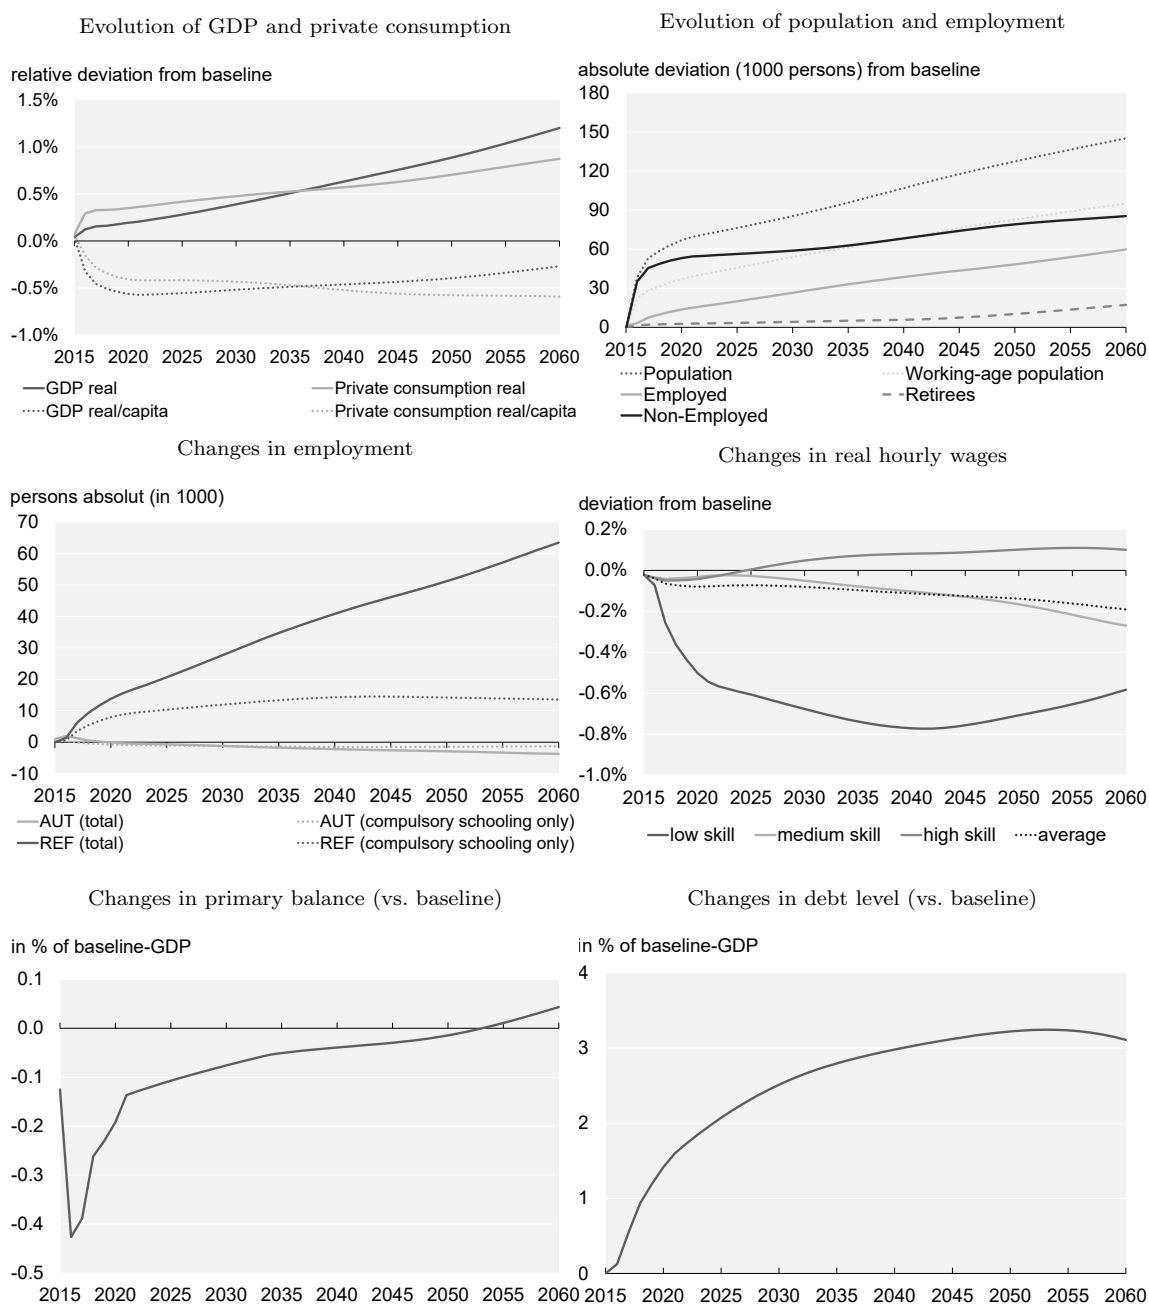 Evolution of GDP and private consumption
relative deviation from baseline
1.5%
1.0%
0.5%
0.0%
-0.5%
-1.0%
2015 2020 2025 2030 2035 2040 2045 2050 2055 2060
GDP real Private consumption real
GDP real/capita Private consumption real/capita
Evolution of population and employment
absolute deviation (1000 persons) from baseline
180
150
120
90
60
30
0
2015 2020 2025 2030 2035 2040 2045 2050 2055 2060
Population Working-age population
Employed Retirees
Non-Employed
Changes in employment
persons absolut (in 1000)
70
60
50
40
30
20
10
0
-10
2015 2020 2025 2030 2035 2040 2045 2050 2055 2060
AUT (total) AUT (compulsory schooling only)
REF (total) REF (compulsory schooling only)
Changes in real hourly wages
deviation from baseline
0.2%
0.0%
-0.2%
-0.4%
-0.6%
-0.8%
-1.0%
2015 2020 2025 2030 2035 2040 2045 2050 2055 2060
low skill medium skill high skill average
Changes in primary balance (vs. baseline)
in % of baseline-GDP
0.1
0.0
-0.1
-0.2
-0.3
-0.4
-0.5
2015 2020 2025 2030 2035 2040 2045 2050 2055 2060
Changes in debt level (vs. baseline)
in % of baseline-GDP
4
3
2
1
0
2015 2020 2025 2030 2035 2040 2045 2050 2055 2060